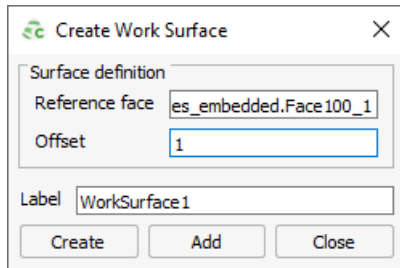 Create Work Surface
Surface definition
Reference face es_embedded.Face100_1
Offset 1
Label WorkSurface1
Create Add Close